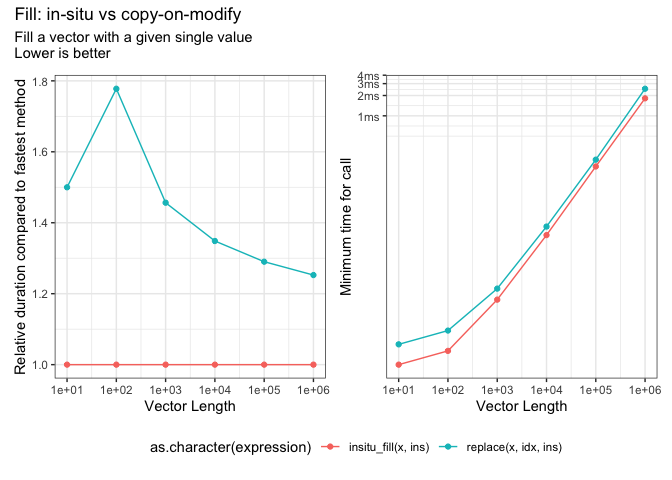 Fill: in-situ vs copy-on-modify
Fill a vector with a given single value
Lower is better
Relative duration compared to fastest method
1.8
1.6
1.4
1.2
1.0
1e+01 1e+02 1e+03 1e+04 1e+05 1e+06
Vector Length
Minimum time for call
4ms
3ms
2ms
1ms
1e+01 1e+02 1e+03 1e+04 1e+05 1e+06
Vector Length
as.character(expression) insitu_fill(x, ins) replace(x, idx, ins)